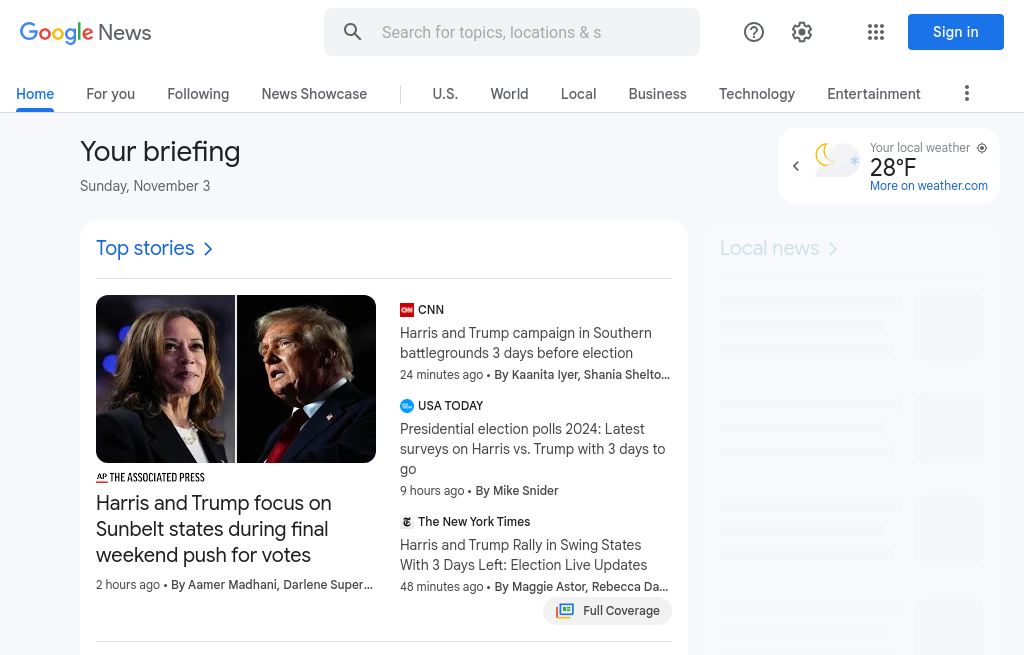 Google News
Search for topics, locations & s
Sign in
Home
For you
Following
News Showcase
U.S.
World
Local
Business
Technology
Entertainment
Your briefing
Sunday, November 3
Your local weather
28°F
More on weather.com
Top stories
Local news
AP THE ASSOCIATED PRESS
Harris and Trump focus on
Sunbelt states during final
weekend push for votes
2 hours ago • By Aamer Madhani, Darlene Super…
CNN
Harris and Trump campaign in Southern
battlegrounds 3 days before election
24 minutes ago • By Kaanita Iyer, Shania Shelto…
USA TODAY
Presidential election polls 2024: Latest
surveys on Harris vs. Trump with 3 days to
go
9 hours ago • By Mike Snider
The New York Times
Harris and Trump Rally in Swing States
With 3 Days Left: Election Live Updates
48 minutes ago • By Maggie Astor, Rebecca Da…
Full Coverage